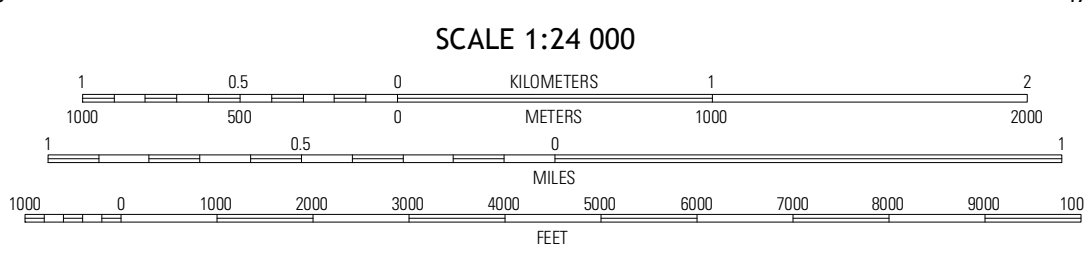 SCALE 1:24 000
1 0.5 0 KILOMETERS 1 2
1000 500 0 METERS 1000 2000
1 0.5 0 1
MILES
1000 0 1000 2000 3000 4000 5000 6000 7000 8000 9000 100
FEET